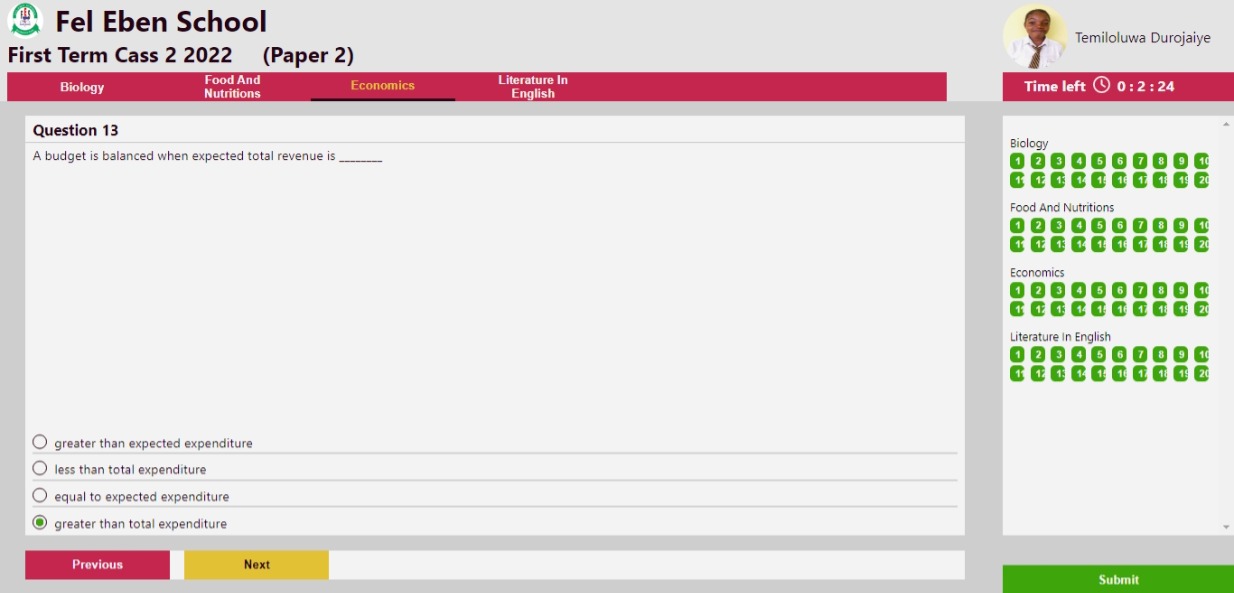 Fel Eben School
First Term Cass 2 2022 (Paper 2)
Temiloluwa Durojaiye
Biology
Food And
Nutritions
Economics
Literature In
English
Time left 0 : 2 : 24
Question 13
A budget is balanced when expected total revenue is ________
greater than expected expenditure
less than total expenditure
equal to expected expenditure
greater than total expenditure
Previous Next
Biology
1 2 3 4 5 6 7 8 9 10
11 12 13 14 15 16 17 18 19 20
Food And Nutritions
1 2 3 4 5 6 7 8 9 10
11 12 13 14 15 16 17 18 19 20
Economics
1 2 3 4 5 6 7 8 9 10
11 12 13 14 15 16 17 18 19 20
Literature In English
1 2 3 4 5 6 7 8 9 10
11 12 13 14 15 16 17 18 19 20
Submit